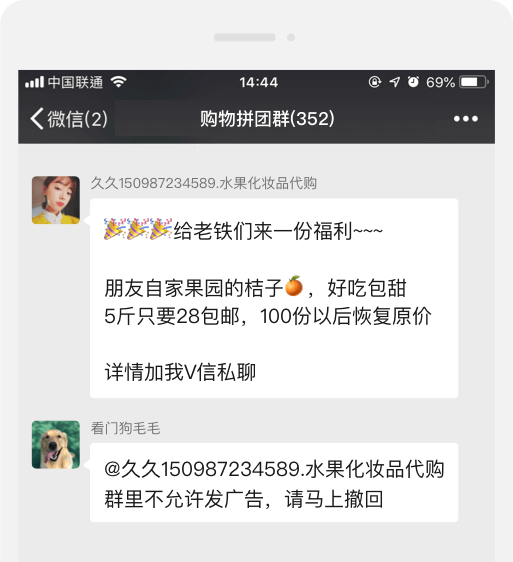 中国联通 14:44 69%
微信(2) 购物拼团群(352)
久久150987234589.水果化妆品代购
🎉🎉🎉给老铁们来一份福利~~~
朋友自家果园的桔子🍊，好吃包甜
5斤只要28包邮，100份以后恢复原价
详情加我V信私聊
看门狗毛毛
@久久150987234589.水果化妆品代购
群里不允许发广告，请马上撤回